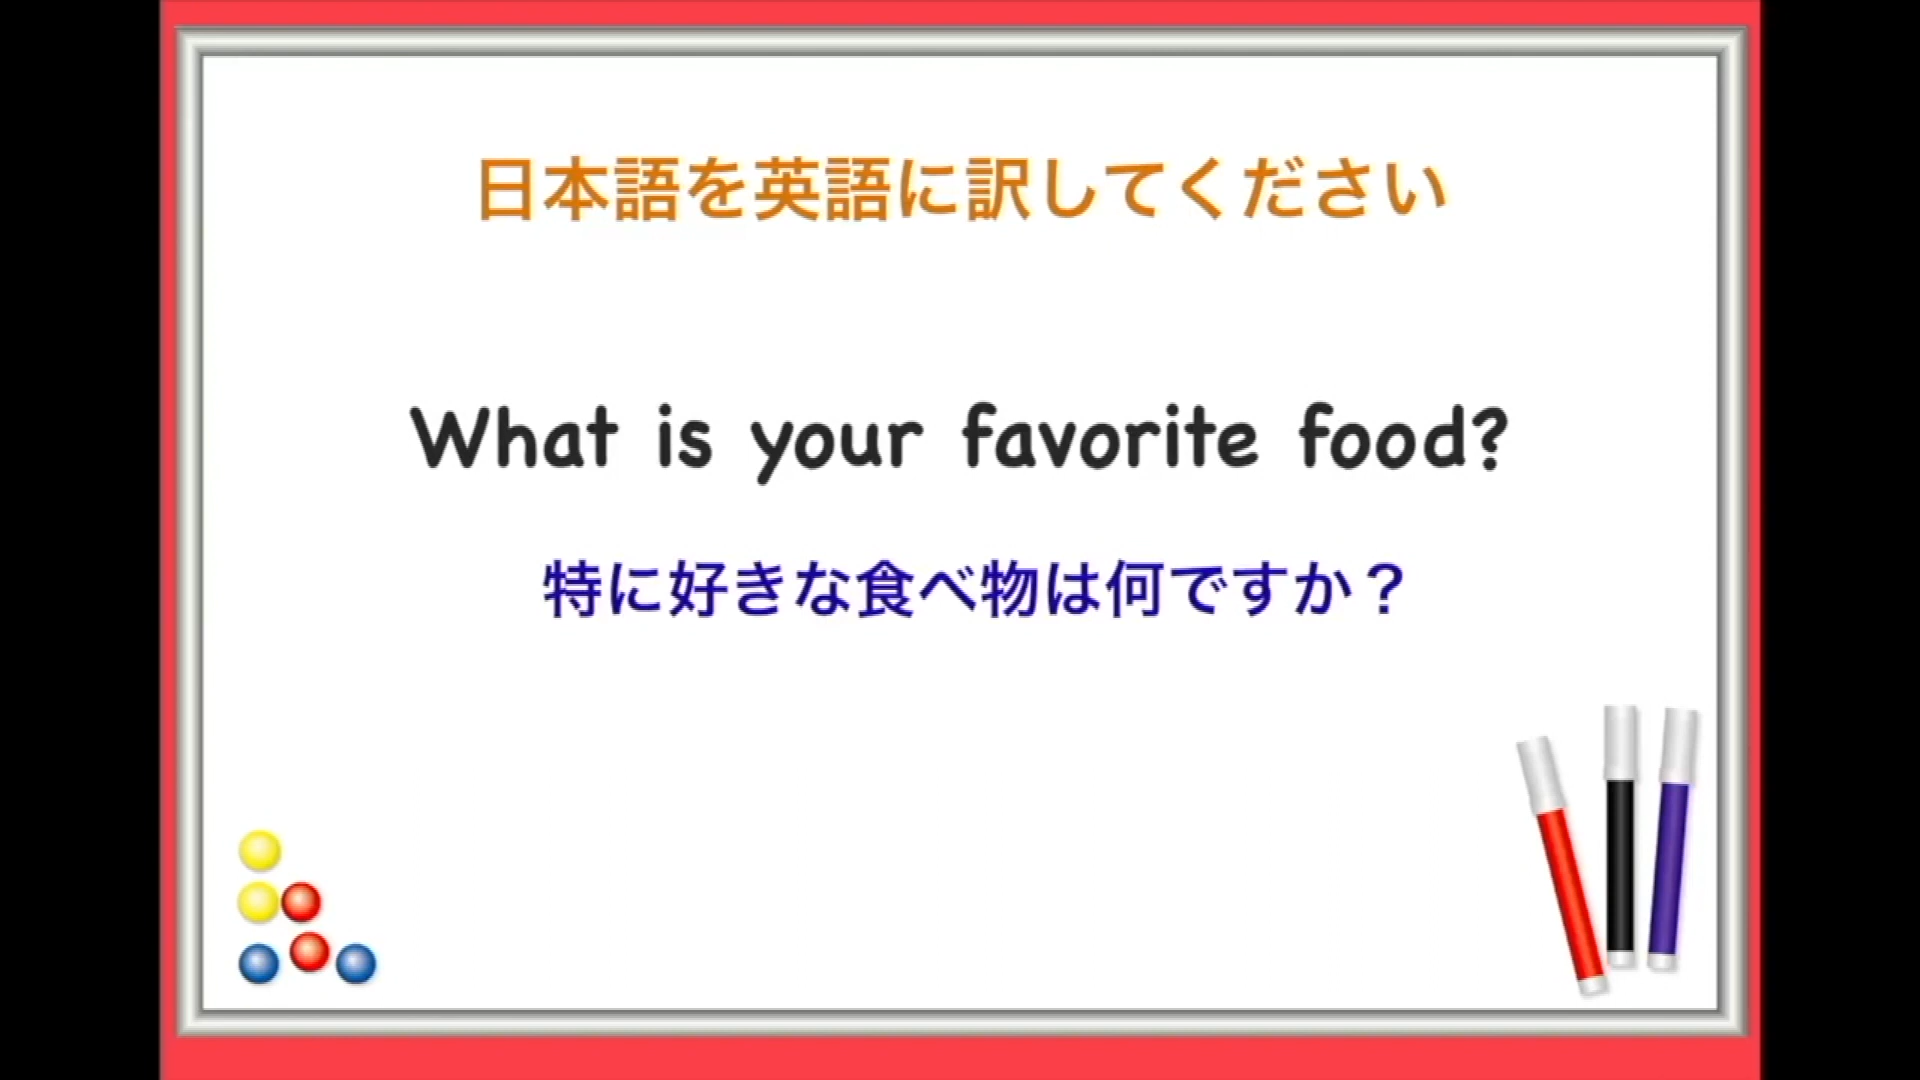 日本語を英語に訳してください
What is your favorite food?
特に好きな食べ物は何ですか？